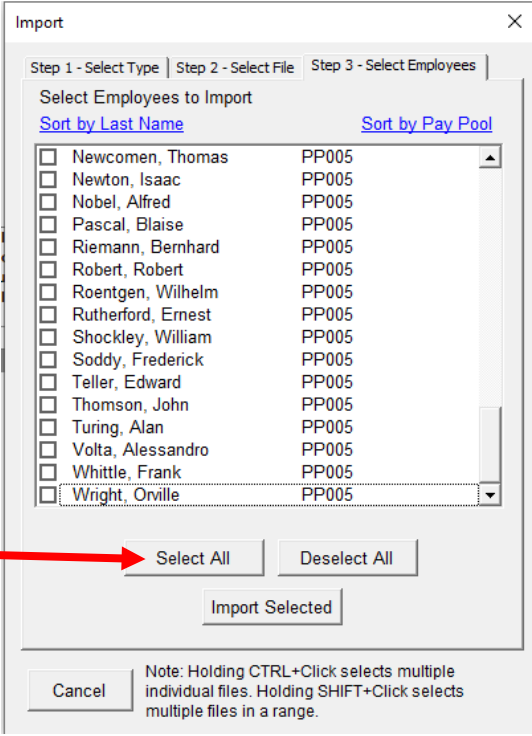 Import
Step 1 - Select Type Step 2 - Select File Step 3 - Select Employees
Select Employees to Import
Sort by Last Name Sort by Pay Pool
Newcomen, Thomas PP005
Newton, Isaac PP005
Nobel, Alfred PP005
Pascal, Blaise PP005
Riemann, Bernhard PP005
Robert, Robert PP005
Roentgen, Wilhelm PP005
Rutherford, Ernest PP005
Shockley, William PP005
Soddy, Frederick PP005
Teller, Edward PP005
Thomson, John PP005
Turing, Alan PP005
Volta, Alessandro PP005
Whittle, Frank PP005
Wright, Orville PP005
Select All Deselect All
Import Selected
Cancel
Note: Holding CTRL+Click selects multiple
individual files. Holding SHIFT+Click selects
multiple files in a range.